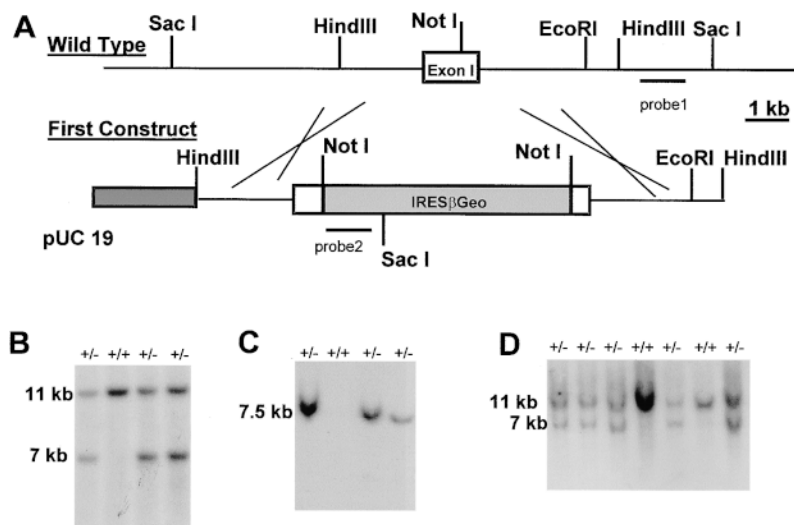 A
Wild Type
Sac I
HindIII
Not I
EcoRI
HindIII Sac I
Exon I
probe1
1 kb
First Construct
HindIII
Not I
Not I
EcoRI HindIII
IRESβGeo
pUC 19
probe2
Sac I
B
+/- +/+ +/- +/-
11 kb
7 kb
C
+/- +/+ +/- +/-
7.5 kb
D
+/- +/- +/- +/+ +/- +/+ +/-
11 kb
7 kb